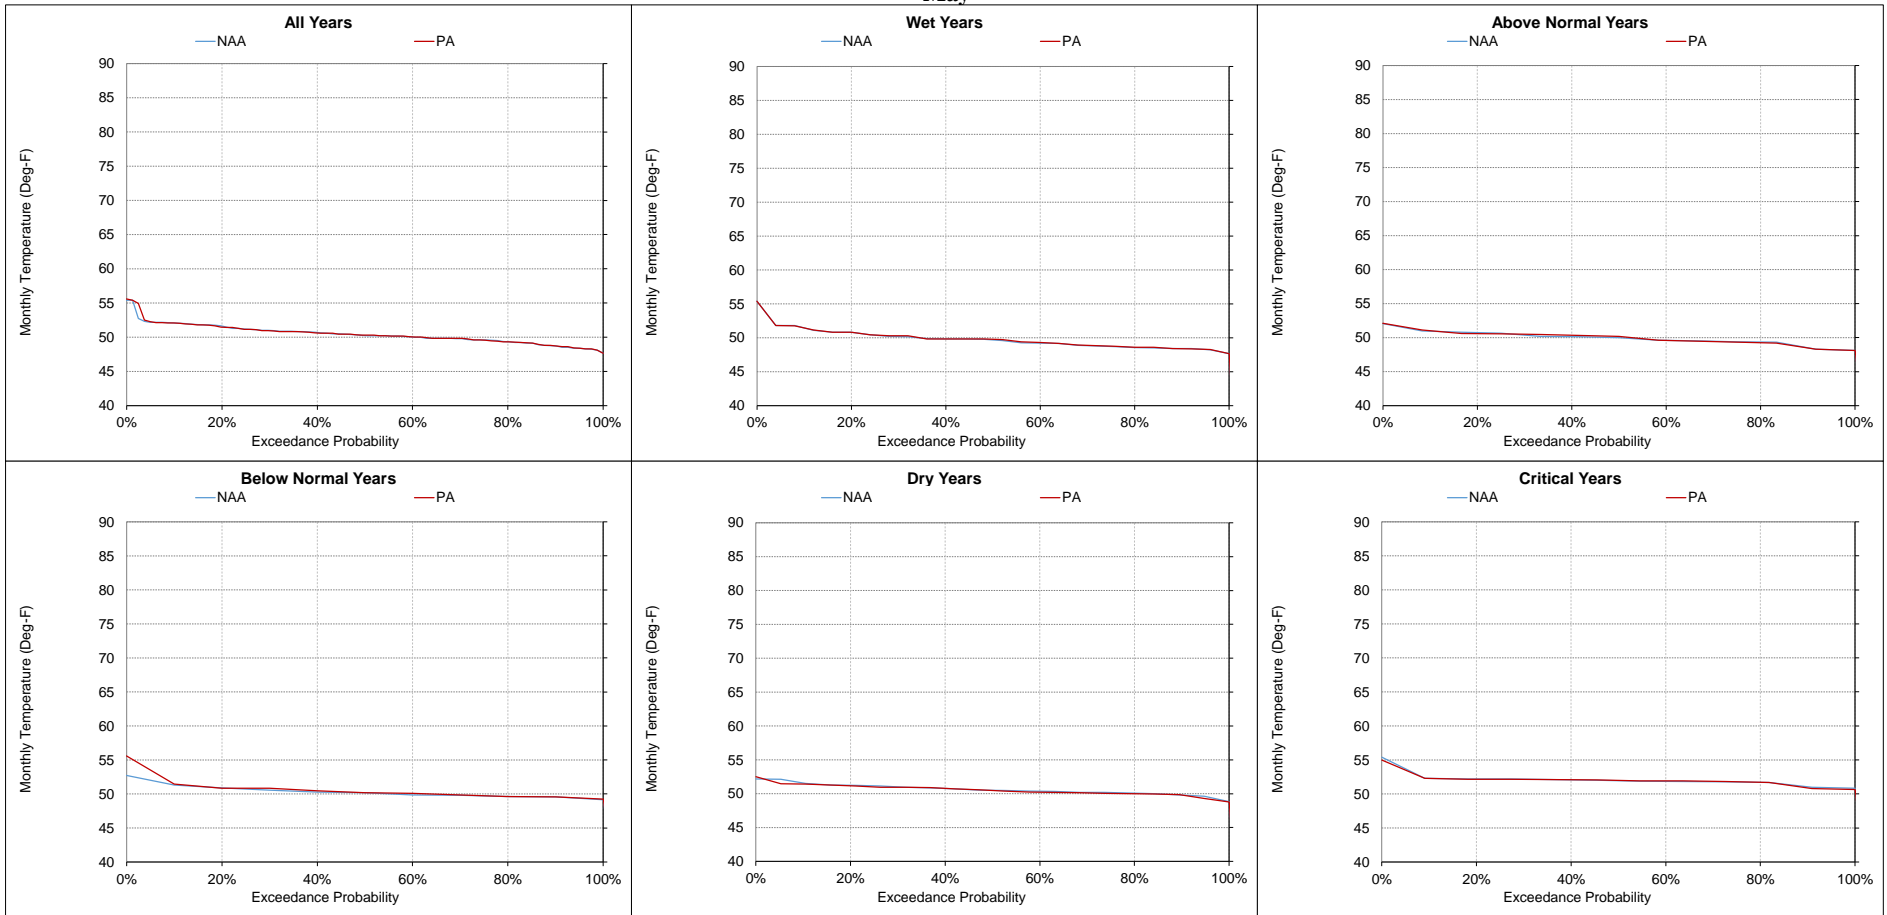 May
All Years
NAA PA
Monthly Temperature (Deg-F)
90
85
80
75
70
65
60
55
50
45
40
0% 20% 40% 60% 80% 100%
Exceedance Probability
Wet Years
NAA PA
Monthly Temperature (Deg-F)
90
85
80
75
70
65
60
55
50
45
40
0% 20% 40% 60% 80% 100%
Exceedance Probability
Above Normal Years
NAA PA
Monthly Temperature (Deg-F)
90
85
80
75
70
65
60
55
50
45
40
0% 20% 40% 60% 80% 100%
Exceedance Probability
Below Normal Years
NAA PA
Monthly Temperature (Deg-F)
90
85
80
75
70
65
60
55
50
45
40
0% 20% 40% 60% 80% 100%
Exceedance Probability
Dry Years
NAA PA
Monthly Temperature (Deg-F)
90
85
80
75
70
65
60
55
50
45
40
0% 20% 40% 60% 80% 100%
Exceedance Probability
Critical Years
NAA PA
Monthly Temperature (Deg-F)
90
85
80
75
70
65
60
55
50
45
40
0% 20% 40% 60% 80% 100%
Exceedance Probability